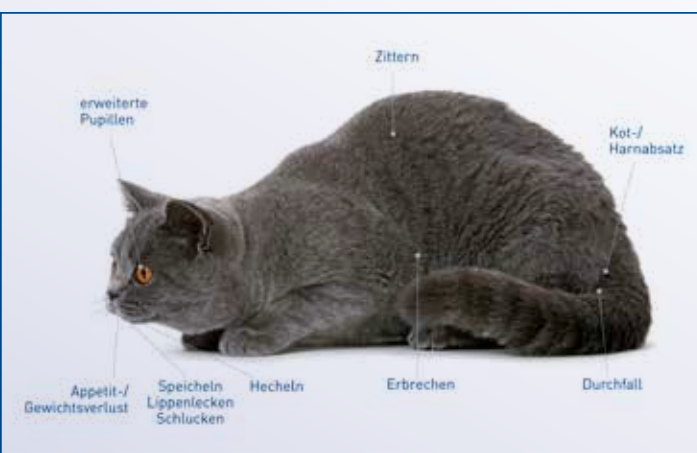 Zittern
erweiterte
Pupillen
Kot-/
Harnabsatz
Appetit-/
Gewichtsverlust
Speicheln
Lippenlecken
Schlucken
Hecheln
Erbrechen
Durchfall